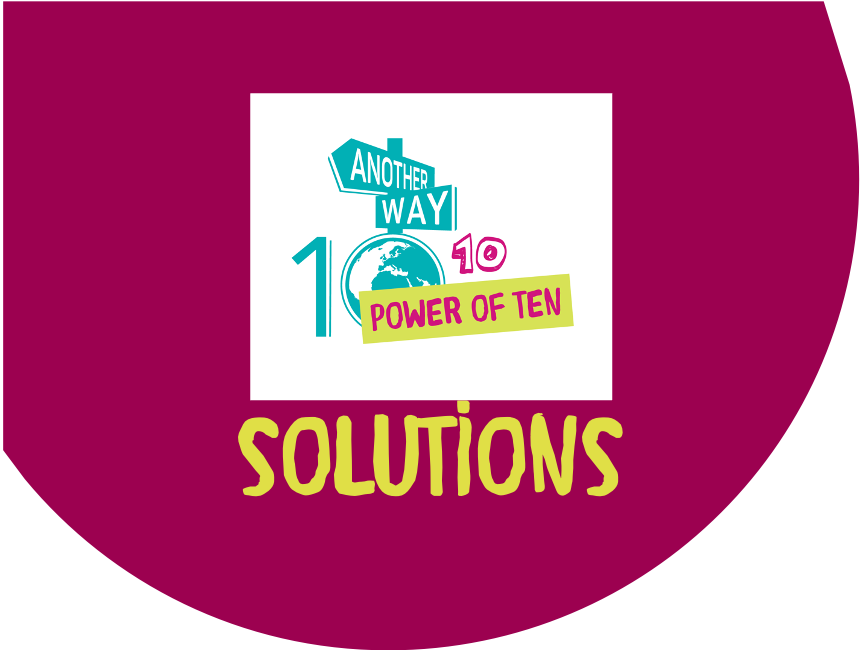 ANOTHER
WAY
10 10
POWER OF TEN
SOLUTIONS